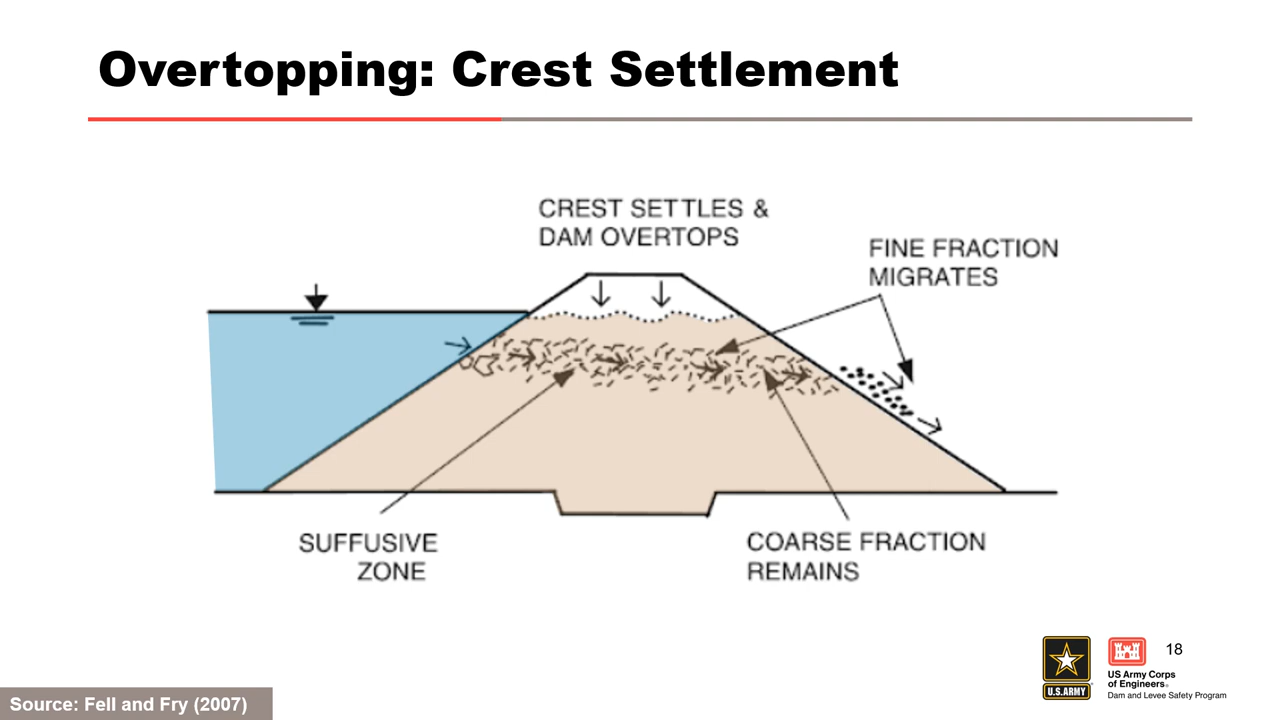 Overtopping: Crest Settlement
CREST SETTLES &
DAM OVERTOPS
FINE FRACTION
MIGRATES
SUFFUSIVE
ZONE
COARSE FRACTION
REMAINS
U.S.ARMY
US Army Corps
of Engineers®
Dam and Levee Safety Program
18
Source: Fell and Fry (2007)